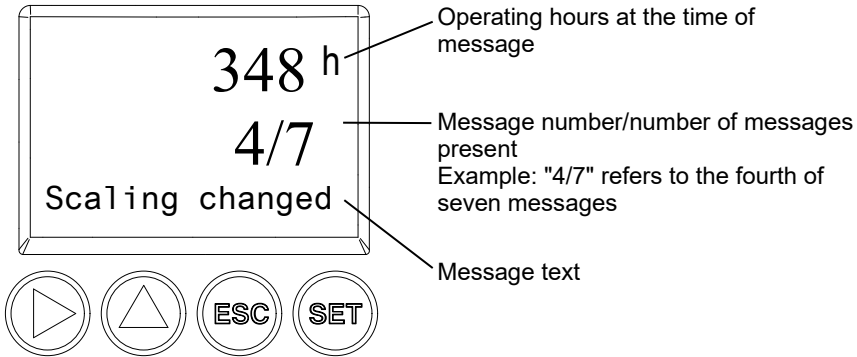 348 h
4/7
Scaling changed
ESC
SET
Operating hours at the time of
message
Message number/number of messages
present
Example: "4/7" refers to the fourth of
seven messages
Message text